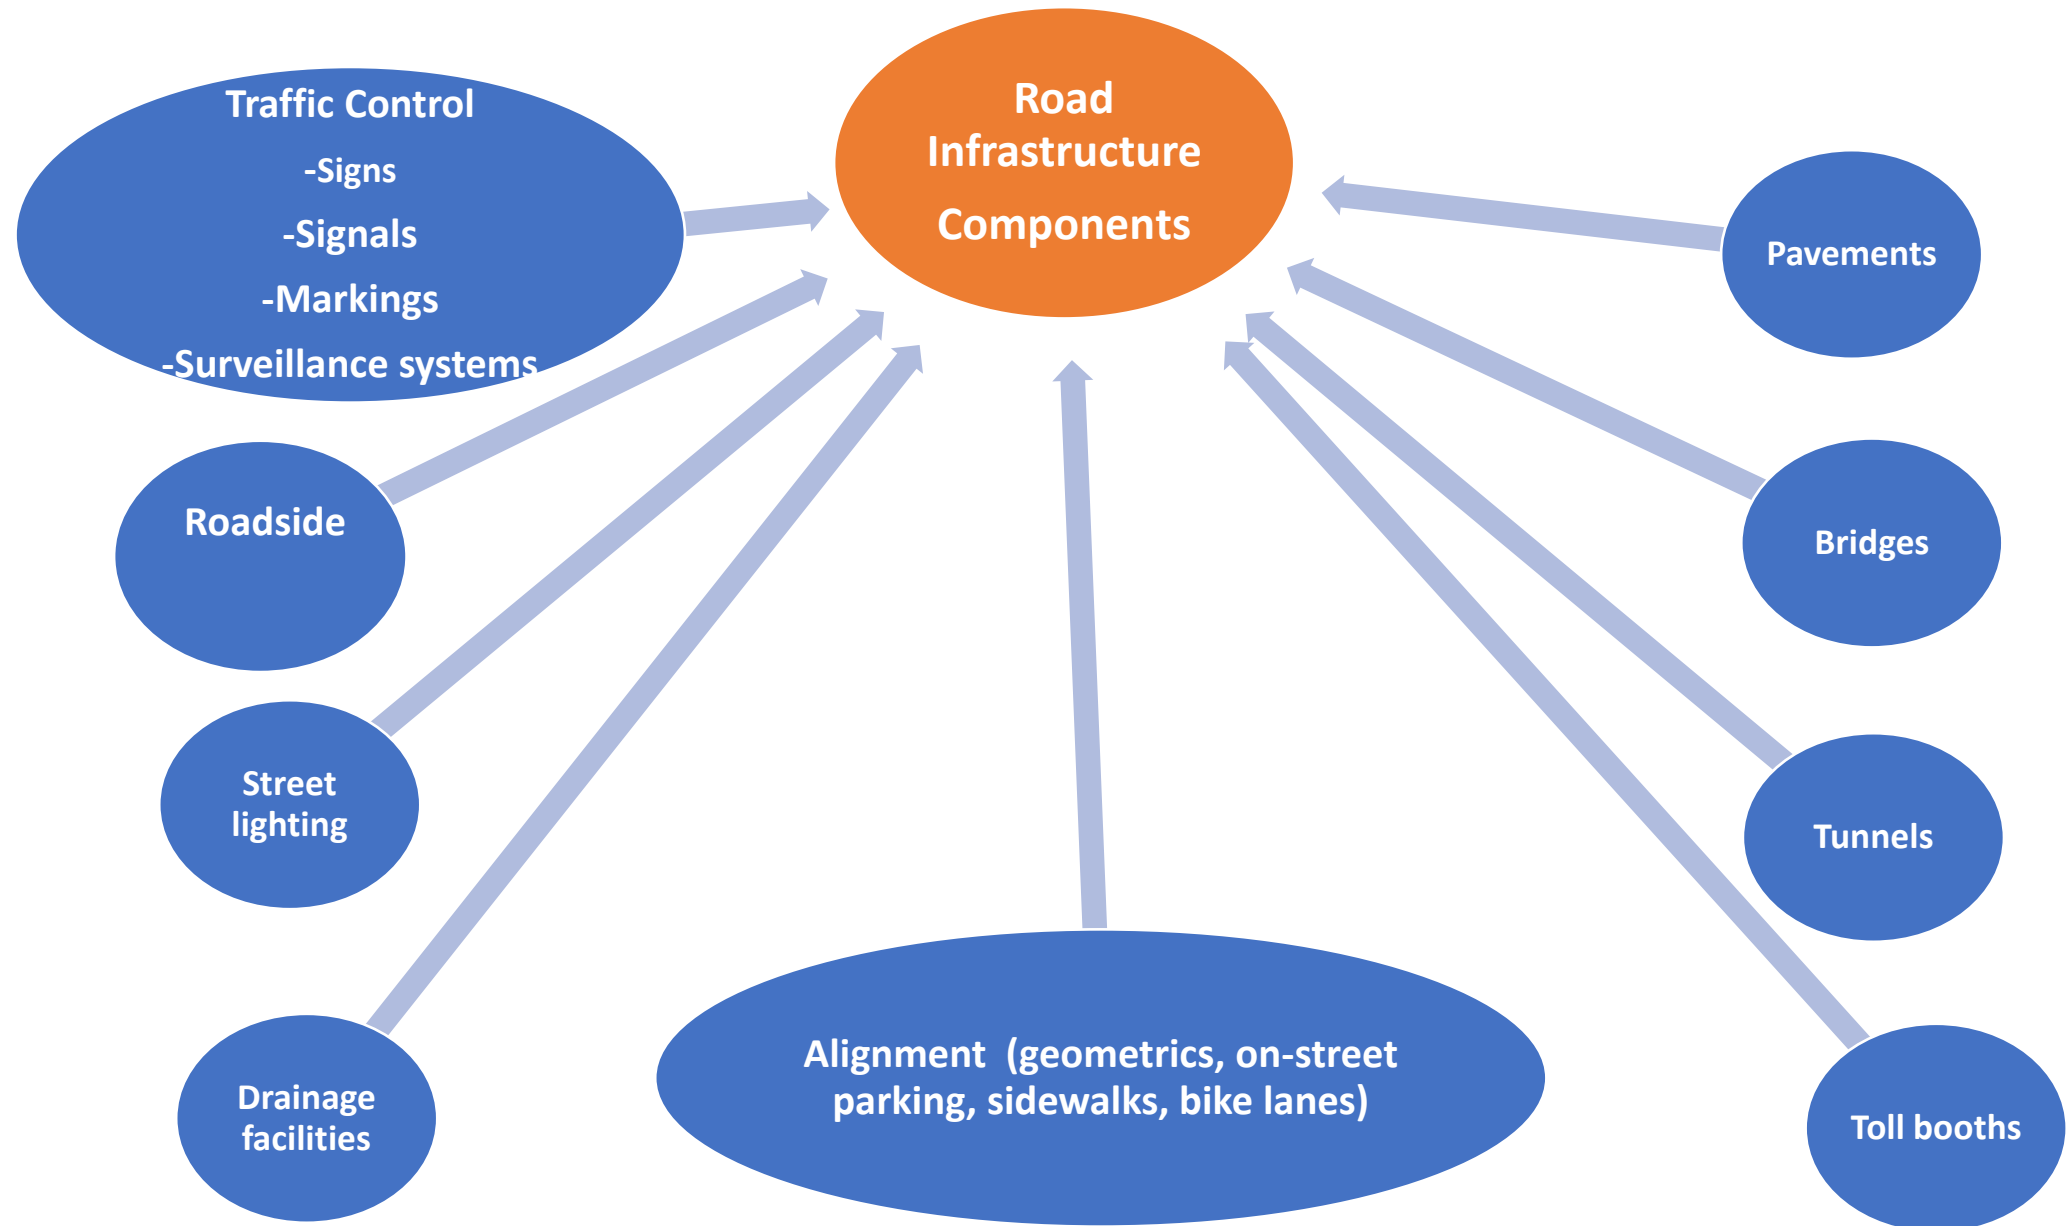 Traffic Control
-Signs
-Signals
-Markings
-Surveillance systems
Road
Infrastructure
Components
Pavements
Roadside
Bridges
Street
lighting
Tunnels
Drainage
facilities
Alignment  (geometrics, on-street
parking, sidewalks, bike lanes)
Toll booths